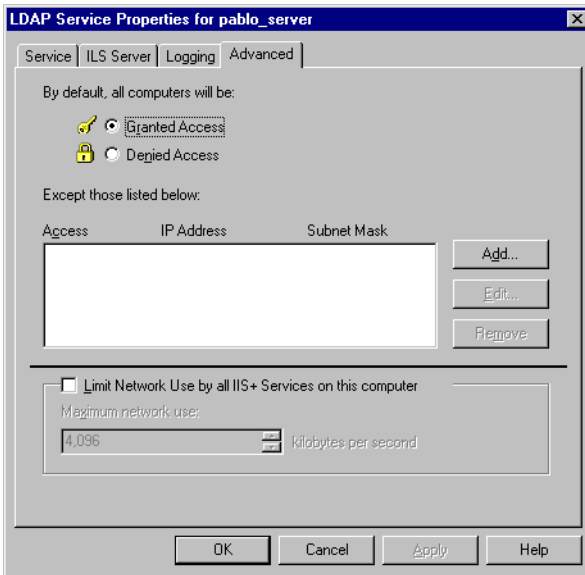 LDAP Service Properties for pablo_server
Service ILS Server Logging Advanced
By default, all computers will be:
Granted Access
Denied Access
Except those listed below:
Access IP Address Subnet Mask
Add...
Edit...
Remove
Limit Network Use by all IIS+ Services on this computer
Maximum network use:
4,096 kilobytes per second
OK Cancel Apply Help